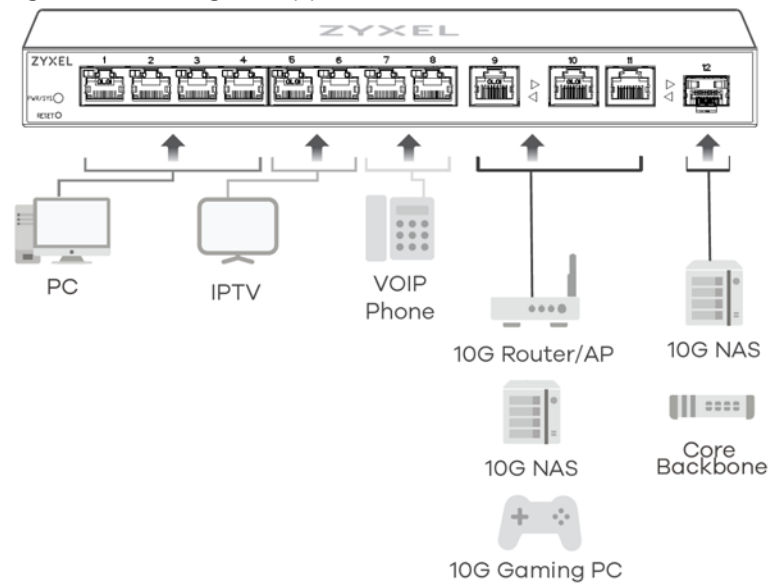 ZYXEL
ZYXEL
1 2 3 4 5 6 7 8 9 10 11 12
PWR/SYS
RESET
PC
IPTV
VOIP
Phone
10G Router/AP
10G NAS
10G Gaming PC
10G NAS
Core
Backbone